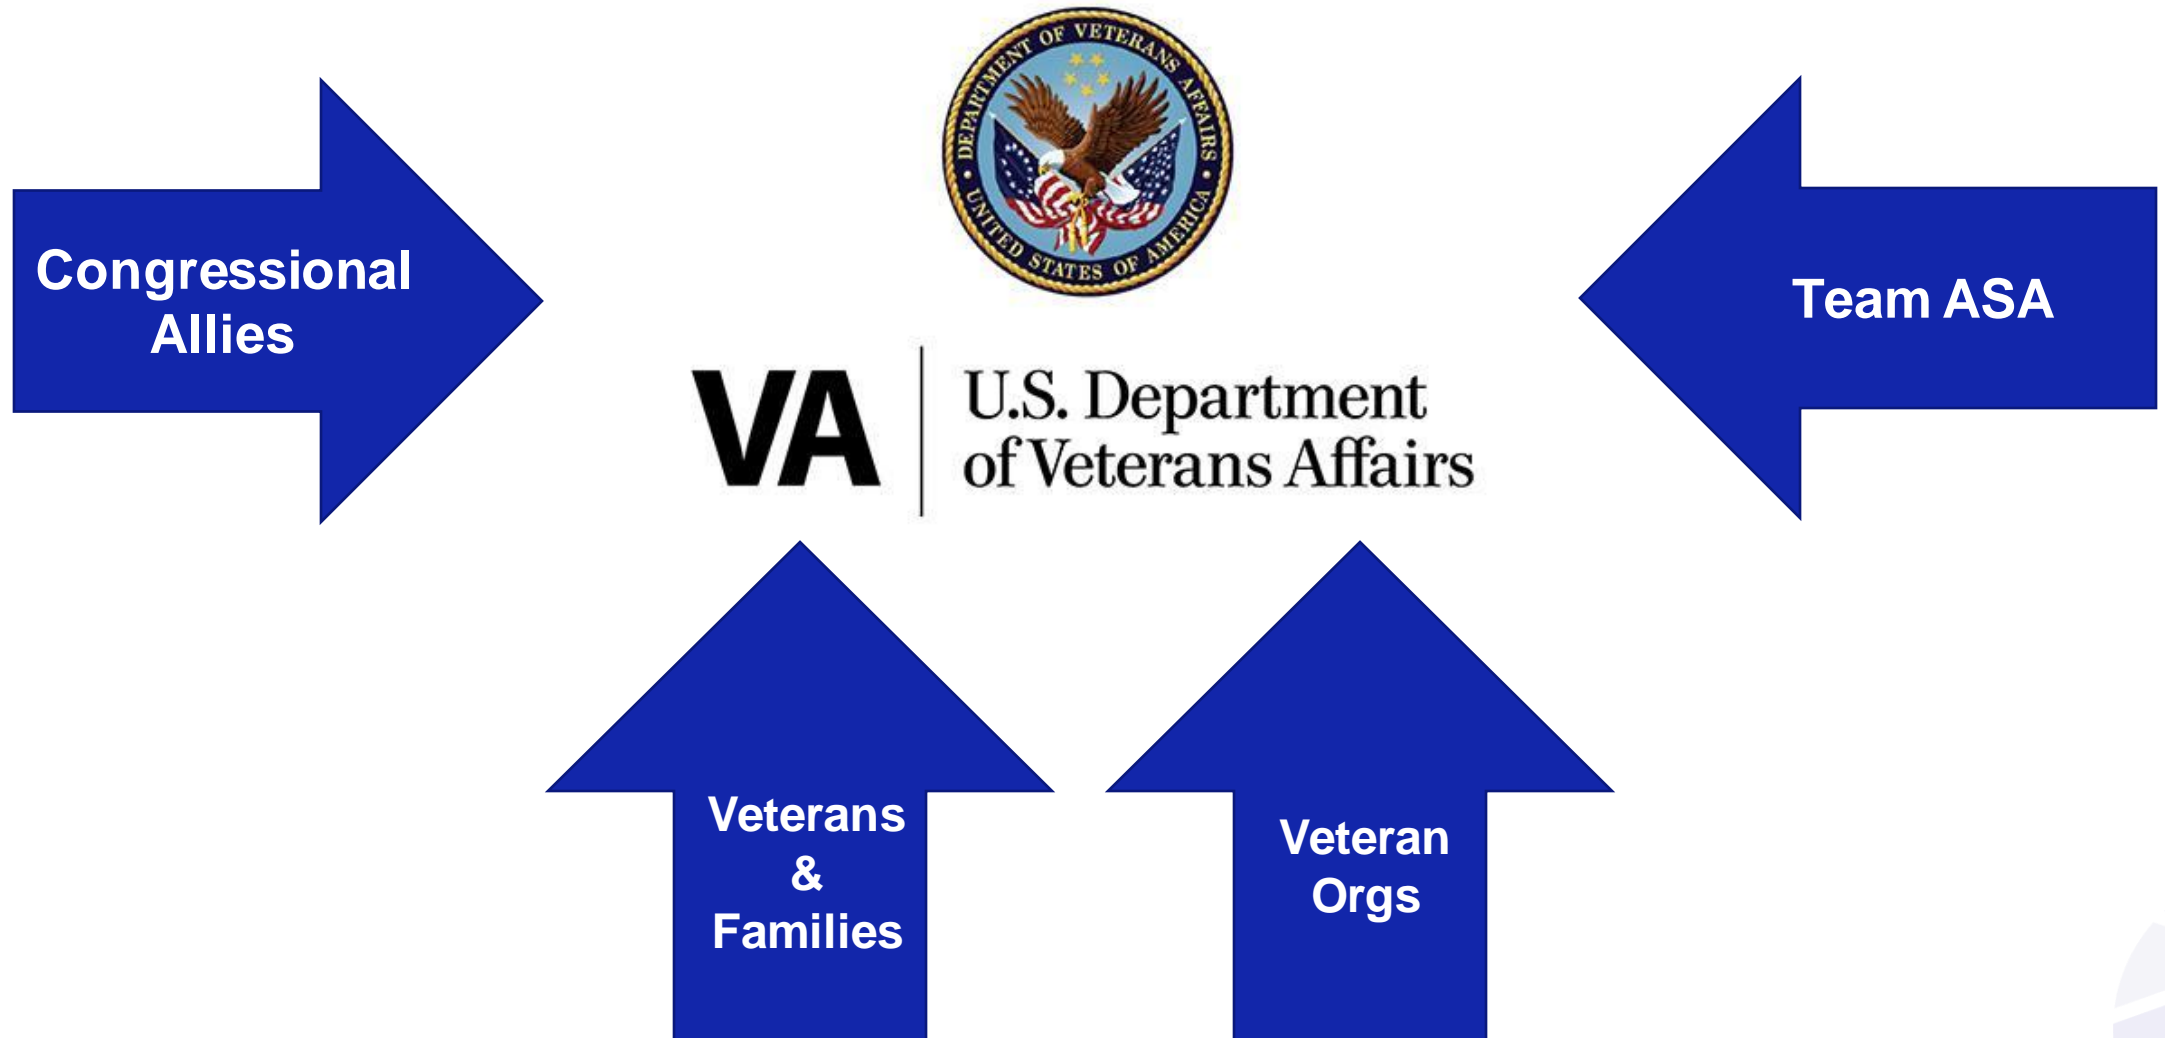 DEPARTMENT OF VETERANS AFFAIRS
UNITED STATES OF AMERICA
Congressional
Allies
Team ASA
VA
U.S. Department
of Veterans Affairs
Veterans
&
Families
Veteran
Orgs